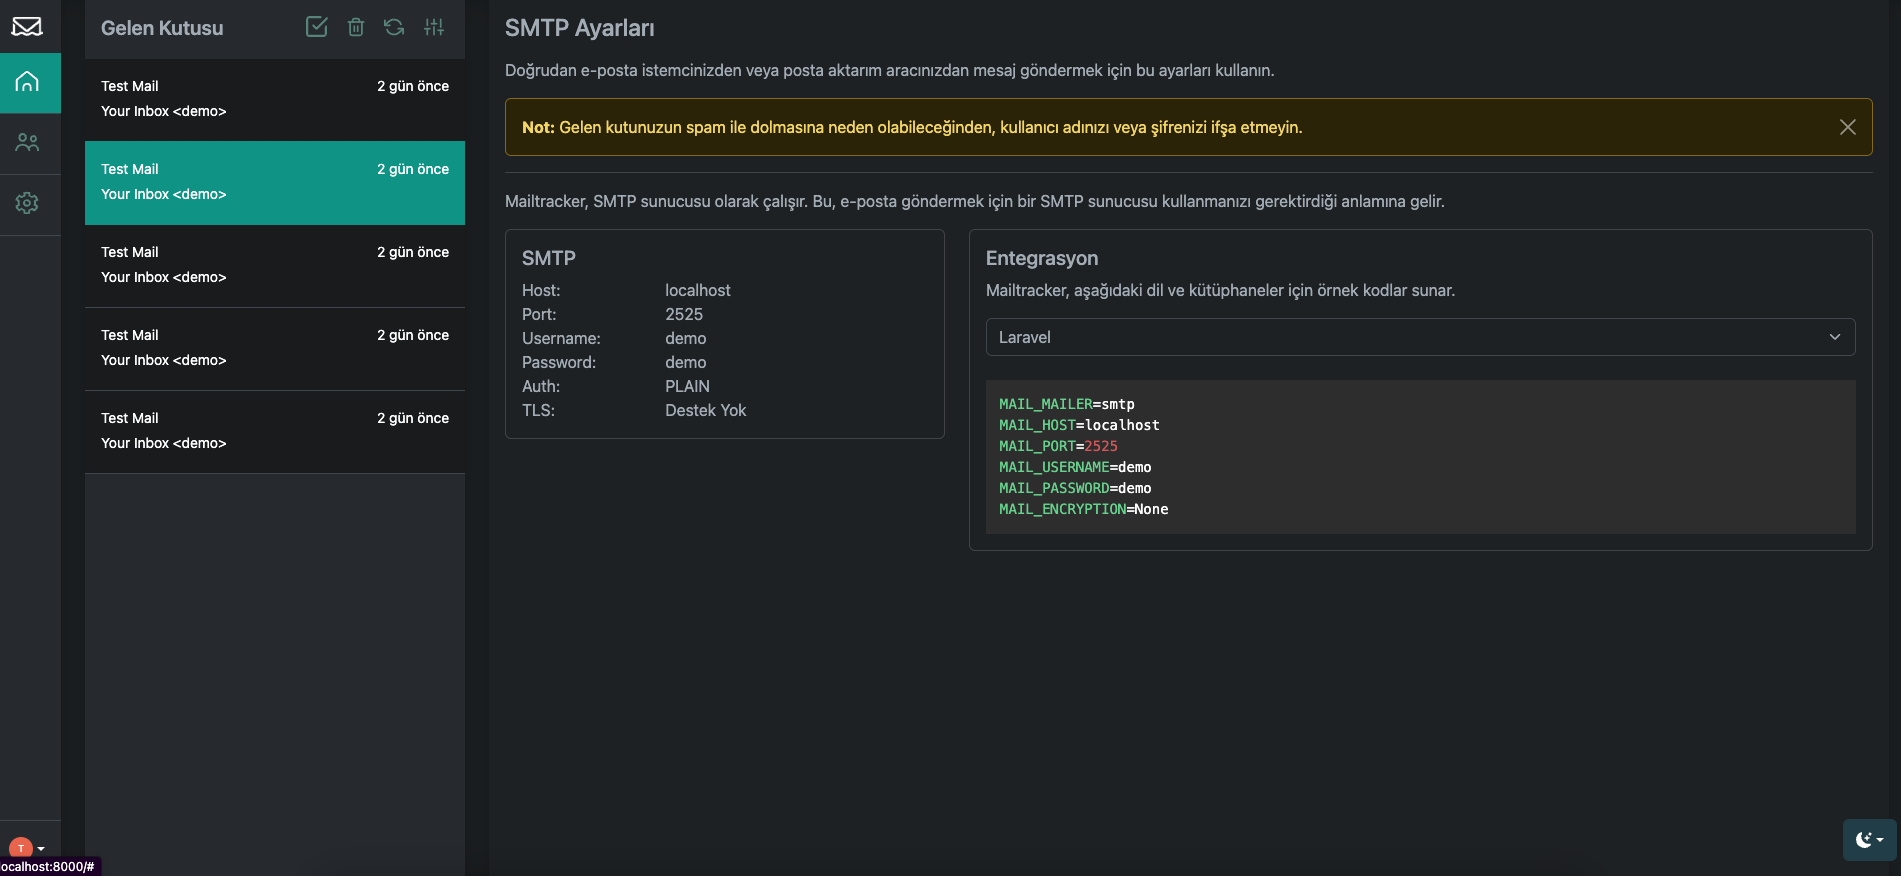 Gelen Kutusu
Test Mail 2 gün önce
Your Inbox <demo>
Test Mail 2 gün önce
Your Inbox <demo>
Test Mail 2 gün önce
Your Inbox <demo>
Test Mail 2 gün önce
Your Inbox <demo>
Test Mail 2 gün önce
Your Inbox <demo>
T
localhost:8000/#
SMTP Ayarları
Doğrudan e-posta istemcinizden veya posta aktarım aracınızdan mesaj göndermek için bu ayarları kullanın.
Not: Gelen kutunuzun spam ile dolmasına neden olabileceğinden, kullanıcı adınızı veya şifrenizi ifşa etmeyin.
Mailtracker, SMTP sunucusu olarak çalışır. Bu, e-posta göndermek için bir SMTP sunucusu kullanmanızı gerektirdiği anlamına gelir.
SMTP
Host: localhost
Port: 2525
Username: demo
Password: demo
Auth: PLAIN
TLS: Destek Yok
Entegrasyon
Mailtracker, aşağıdaki dil ve kütüphaneler için örnek kodlar sunar.
Laravel
MAIL_MAILER=smtp
MAIL_HOST=localhost
MAIL_PORT=2525
MAIL_USERNAME=demo
MAIL_PASSWORD=demo
MAIL_ENCRYPTION=None